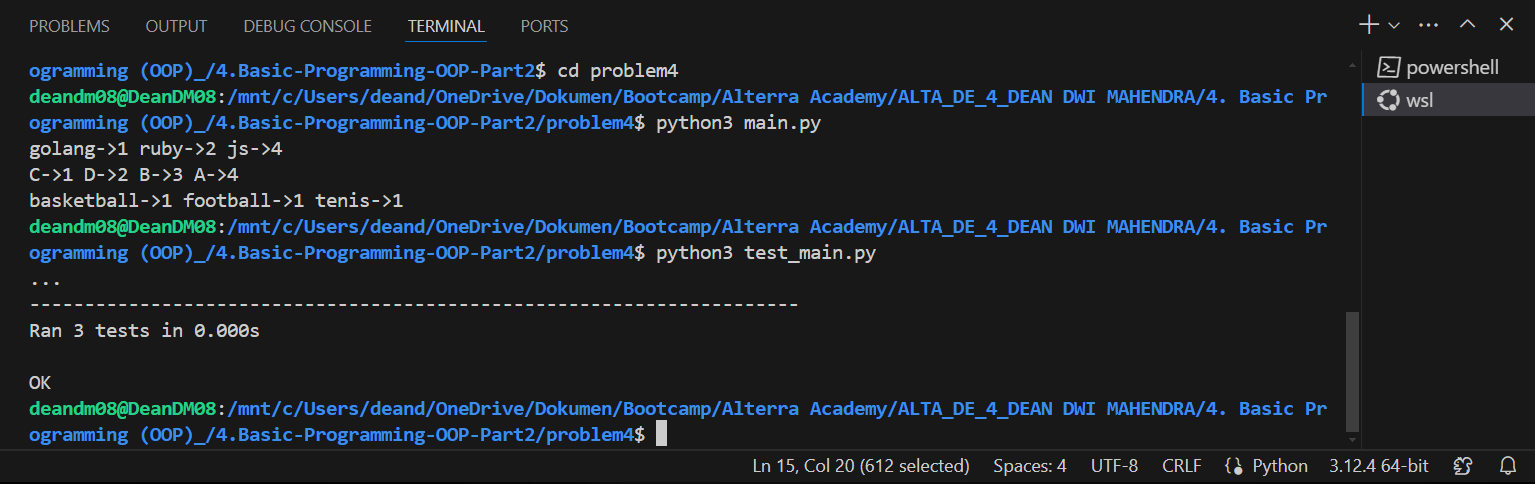 PROBLEMS OUTPUT DEBUG CONSOLE TERMINAL PORTS
ogramming (OOP)_/4.Basic-Programming-OOP-Part2$ cd problem4
deandm08@DeanDM08:/mnt/c/Users/deand/OneDrive/Dokumen/Bootcamp/Alterra Academy/ALTA_DE_4_DEAN DWI MAHENDRA/4. Basic Pr
ogramming (OOP)_/4.Basic-Programming-OOP-Part2/problem4$ python3 main.py
golang->1 ruby->2 js->4
C->1 D->2 B->3 A->4
basketball->1 football->1 tenis->1
deandm08@DeanDM08:/mnt/c/Users/deand/OneDrive/Dokumen/Bootcamp/Alterra Academy/ALTA_DE_4_DEAN DWI MAHENDRA/4. Basic Pr
ogramming (OOP)_/4.Basic-Programming-OOP-Part2/problem4$ python3 test_main.py
...
----------------------------------------------------------------------
Ran 3 tests in 0.000s
OK
deandm08@DeanDM08:/mnt/c/Users/deand/OneDrive/Dokumen/Bootcamp/Alterra Academy/ALTA_DE_4_DEAN DWI MAHENDRA/4. Basic Pr
ogramming (OOP)_/4.Basic-Programming-OOP-Part2/problem4$
powershell
wsl
Ln 15, Col 20 (612 selected) Spaces: 4 UTF-8 CRLF Python 3.12.4 64-bit